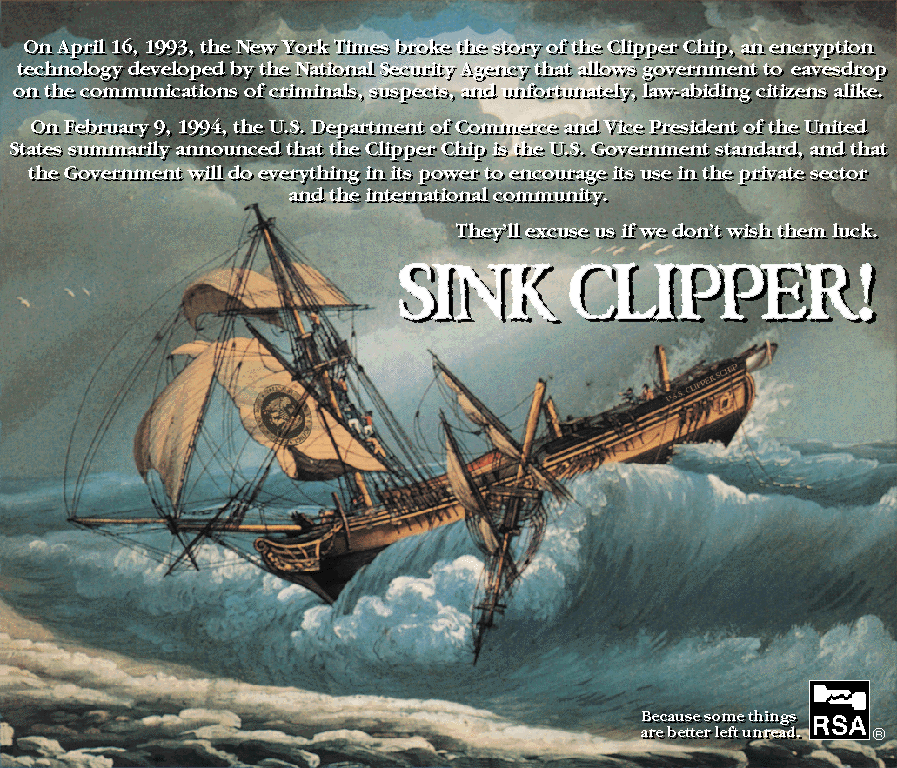 On April 16, 1993, the New York Times broke the story of the Clipper Chip, an encryption
technology developed by the National Security Agency that allows government to eavesdrop
on the communications of criminals, suspects, and unfortunately, law-abiding citizens alike.
On February 9, 1994, the U.S. Department of Commerce and Vice President of the United
States summarily announced that the Clipper Chip is the U.S. Government standard, and that
the Government will do everything in its power to encourage its use in the private sector
and the international community.
They'll excuse us if we don't wish them luck.
SINK CLIPPER!
U.S.S. CLIPPERSCHIP
Because some things
are better left unread.
RSA ®